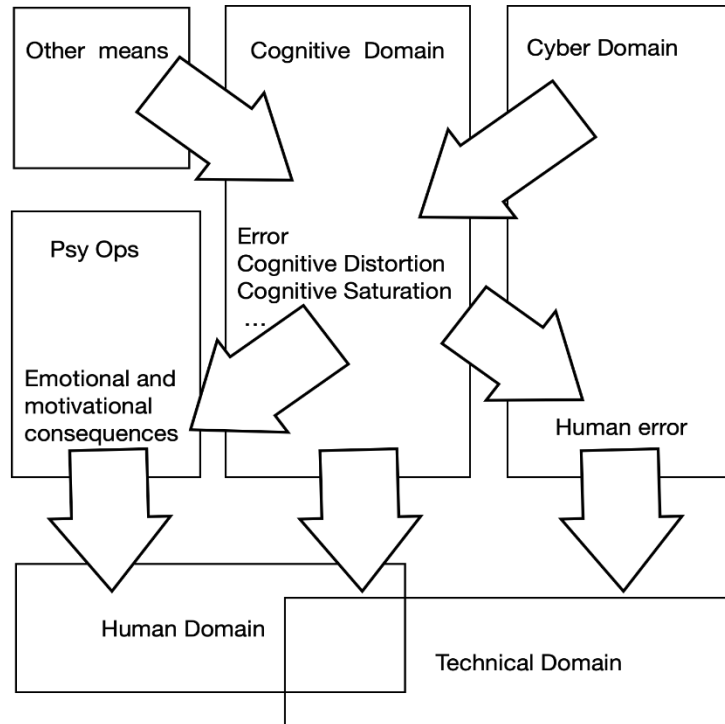 Other means
Cognitive Domain
Cyber Domain
Psy Ops
Error
Cognitive Distortion
Cognitive Saturation
...
Emotional and
motivational
consequences
Human error
Human Domain
Technical Domain